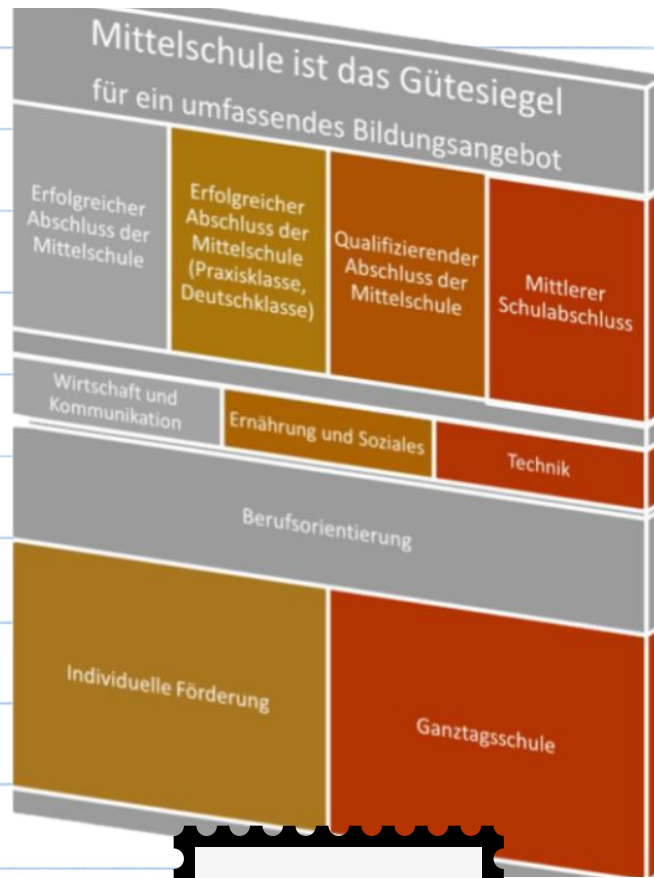 Mittelschule ist das Gütesiegel
für ein umfassendes Bildungsangebot
Erfolgreicher
Abschluss der
Mittelschule
Erfolgreicher
Abschluss der
Mittelschule
(Praxisklasse,
Deutschklasse)
Qualifizierender
Abschluss der
Mittelschule
Mittlerer
Schulabschluss
Wirtschaft und
Kommunikation
Ernährung und Soziales
Technik
Berufsorientierung
Individuelle Förderung
Ganztagsschule